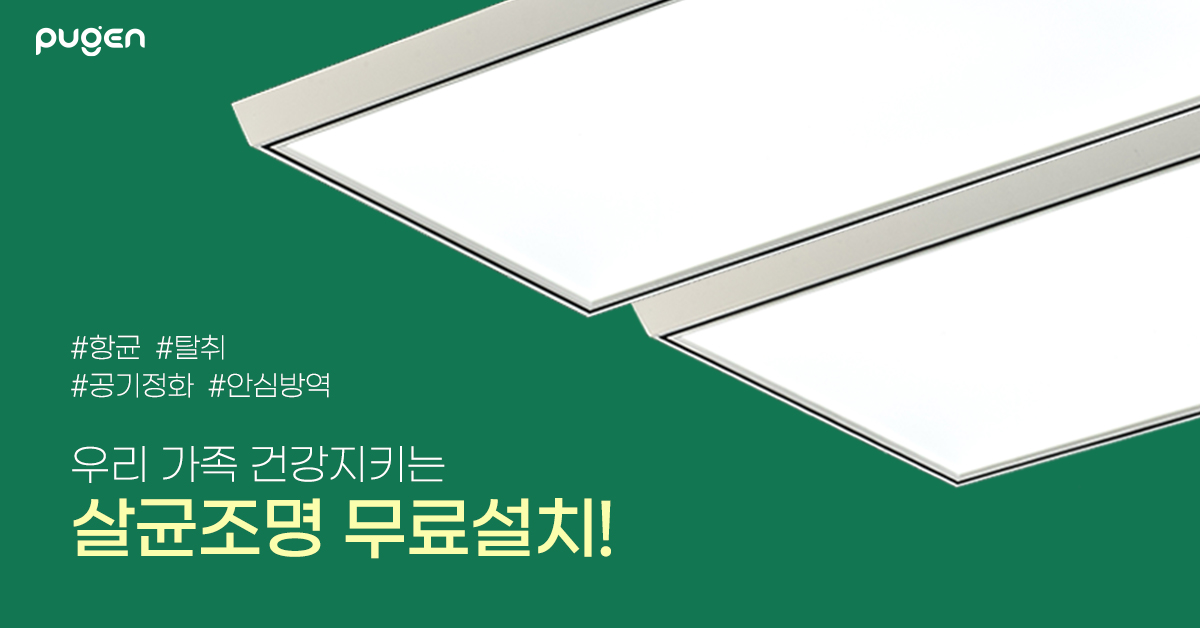 pugen
#항균 #탈취
#공기정화 #안심방역
우리 가족 건강지키는
살균조명 무료설치!